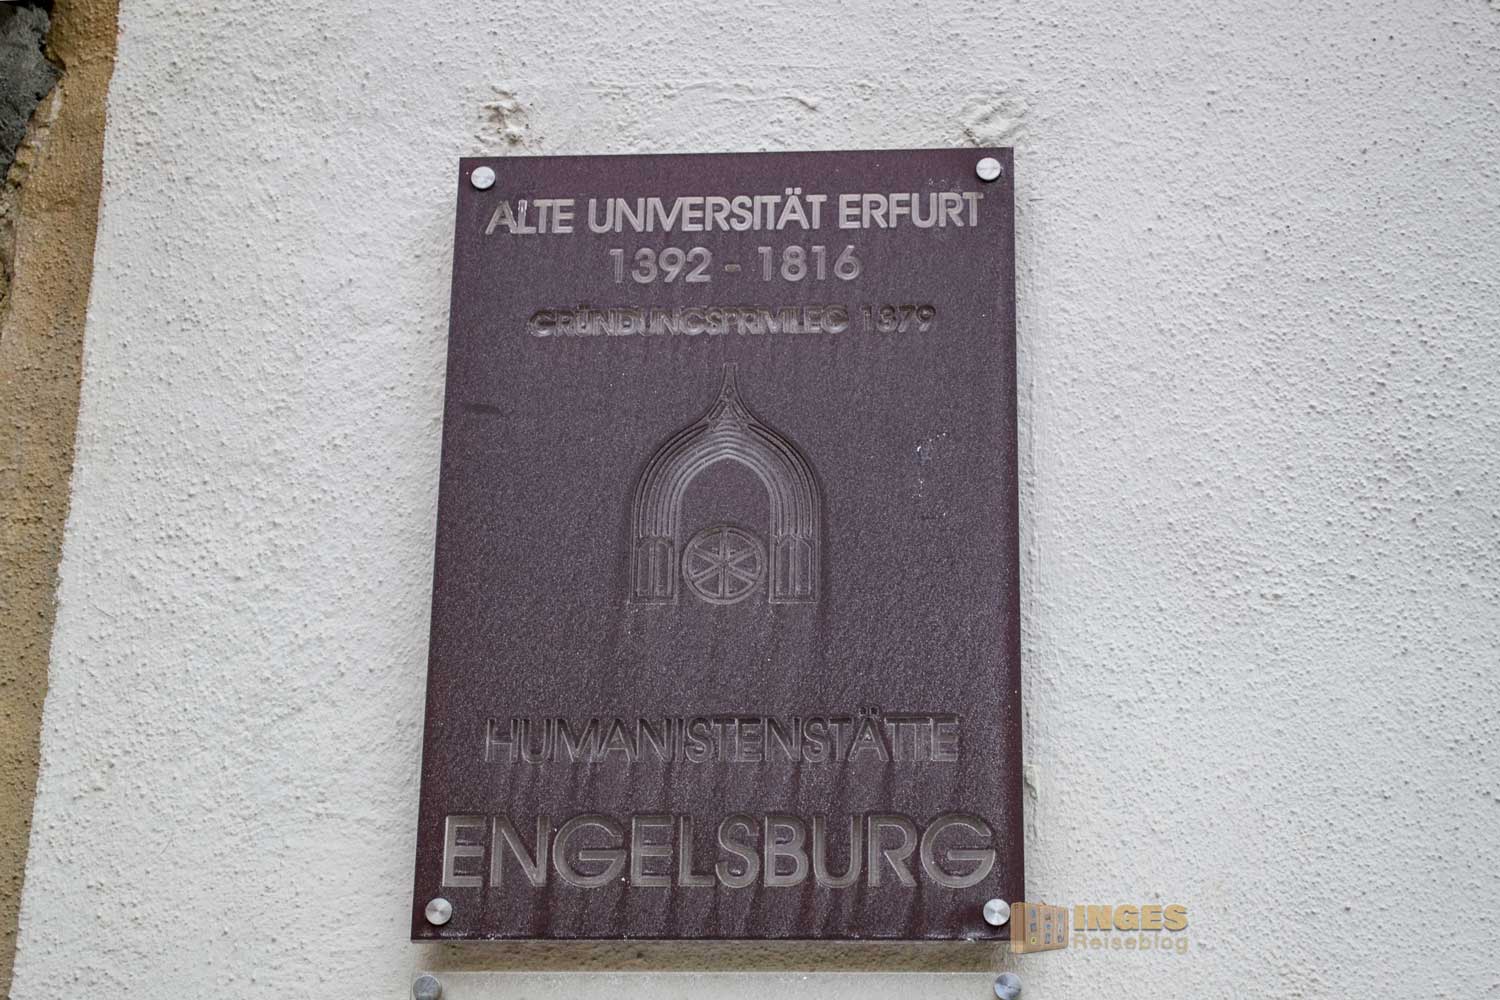 ALTE UNIVERSITÄT ERFURT
1392 - 1816
GRÜNDUNGSPRIVILEG 1379
HUMANISTENSTÄTTE
ENGELSBURG
INGES
Reiseblog